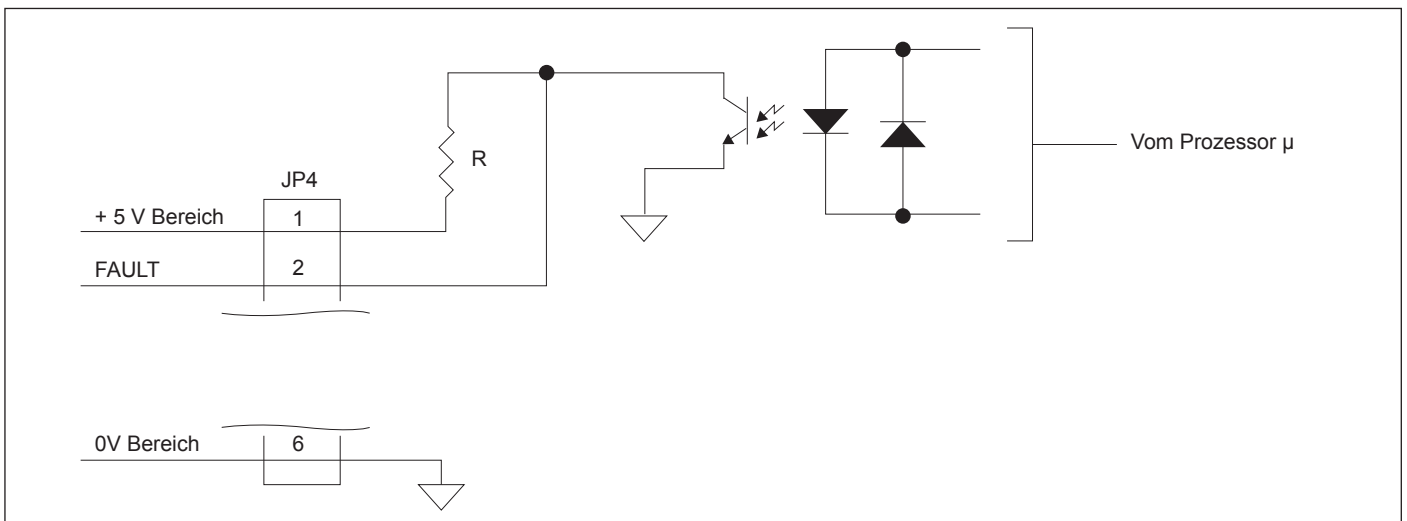 Vom Prozessor µ
R
JP4
+ 5 V Bereich
1
FAULT
2
0V Bereich
6